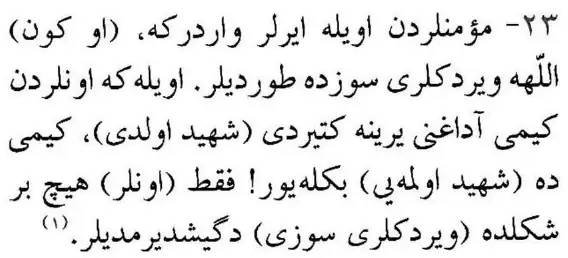 ٢٣- مؤمنلردن اويله ايرلر واردركه، (او كون)
اللّٰهه ويردكلرى سوزده طورديلر. اويله‌كه اونلردن
كيمى آداغنى يرينه كتيردى (شهيد اولدى)، كيمى
ده (شهيد اولمه‌يى) بكله‌يور! فقط (اونلر) هيچ بر
شكلده (ويردكلرى سوزى) دگيشديرمديلر.(١)